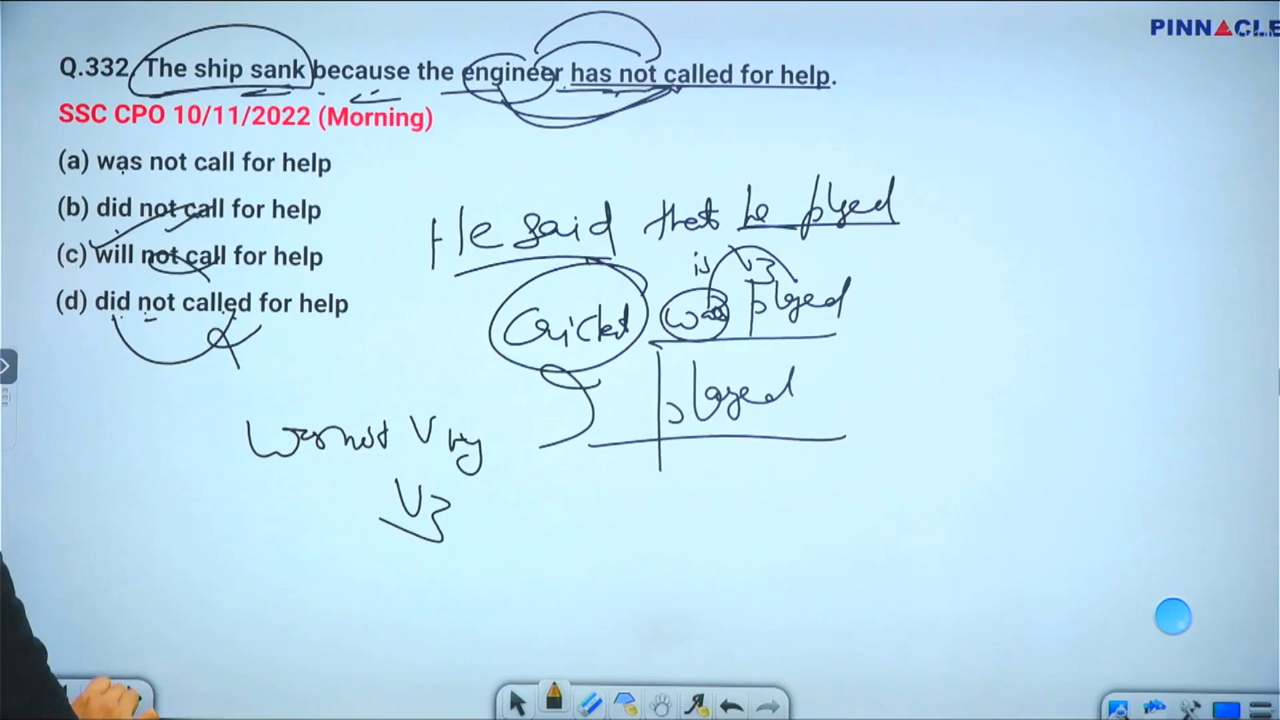 PINNACLE
Q.332 The ship sank because the engineer has not called for help.
SSC CPO 10/11/2022 (Morning)
(a) was not call for help
(b) did not call for help
(c) will not call for help
(d) did not called for help
He said that he played
is V3
Cricket was played
played
was not V ing
V3